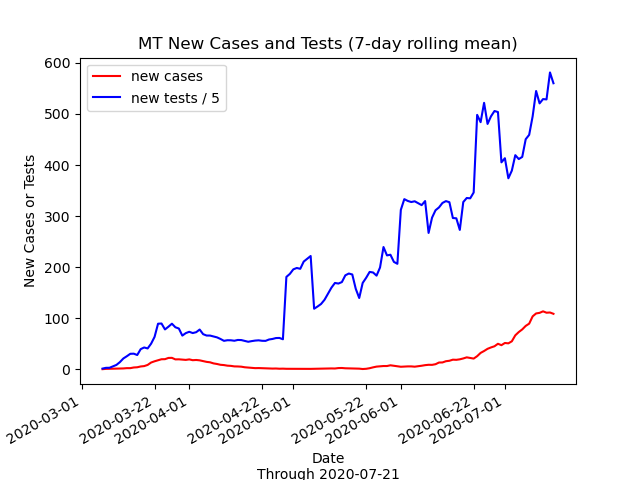 MT New Cases and Tests (7-day rolling mean)
new cases
new tests / 5
600
500
400
300
200
100
0
New Cases or Tests
2020-03-01
2020-03-22
2020-04-01
2020-04-22
2020-05-01
2020-05-22
2020-06-01
2020-06-22
2020-07-01
Date
Through 2020-07-21